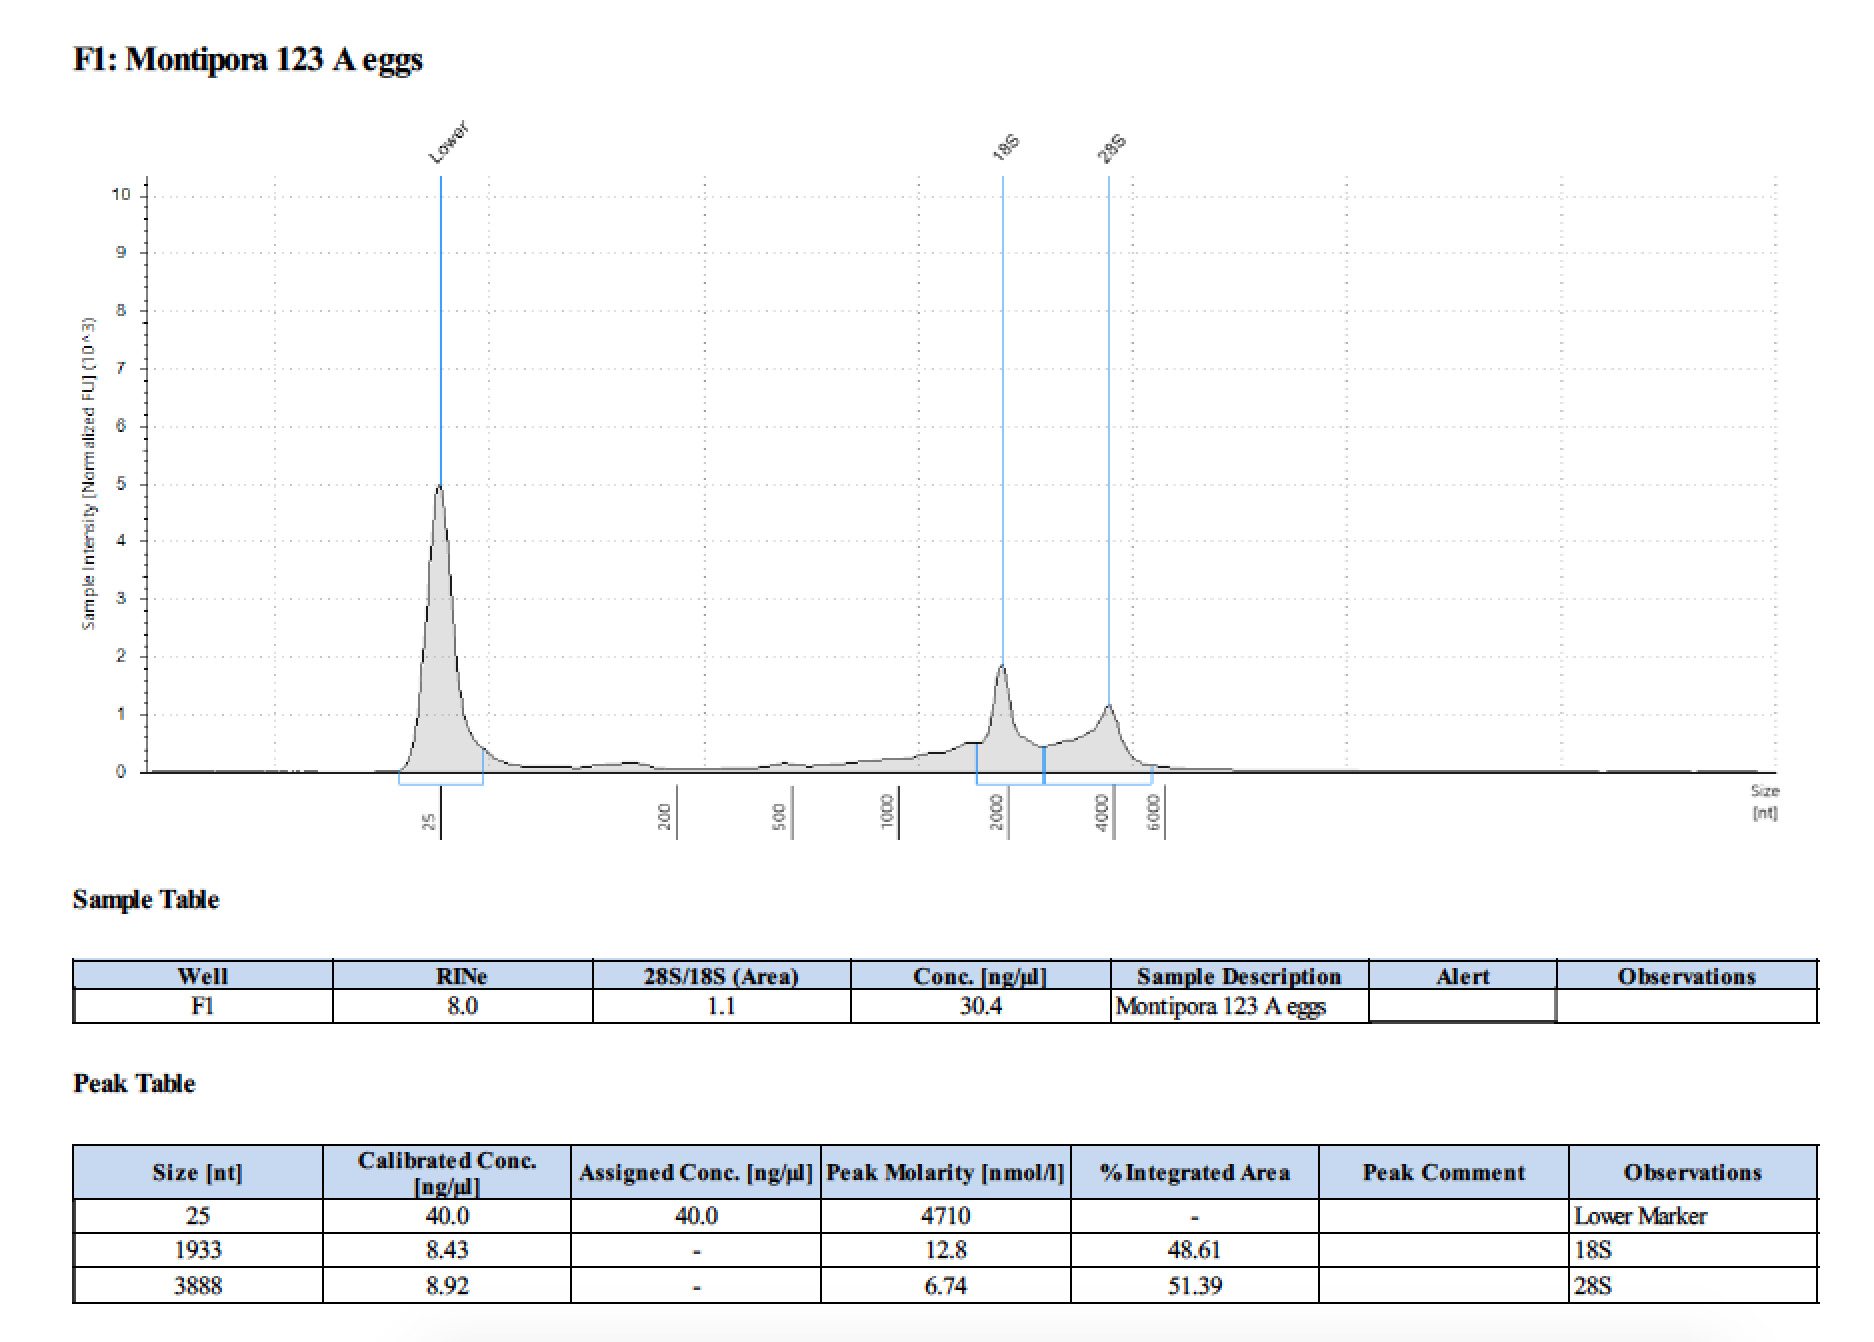 F1: Montipora 123 A eggs
Lower
18S
28S
Sample Intensity [Normalized FU] (10^3)
10
9
8
7
6
5
4
3
2
1
0
25
200
500
1000
2000
4000
6000
Size
[nt]
Sample Table
Well RINe 28S/18S (Area) Conc. [ng/µl] Sample Description Alert Observations
F1 8.0 1.1 30.4 Montipora 123 A eggs
Peak Table
Size [nt] Calibrated Conc. [ng/µl] Assigned Conc. [ng/µl] Peak Molarity [nmol/l] % Integrated Area Peak Comment Observations
25 40.0 40.0 4710 - Lower Marker
1933 8.43 - 12.8 48.61 18S
3888 8.92 - 6.74 51.39 28S